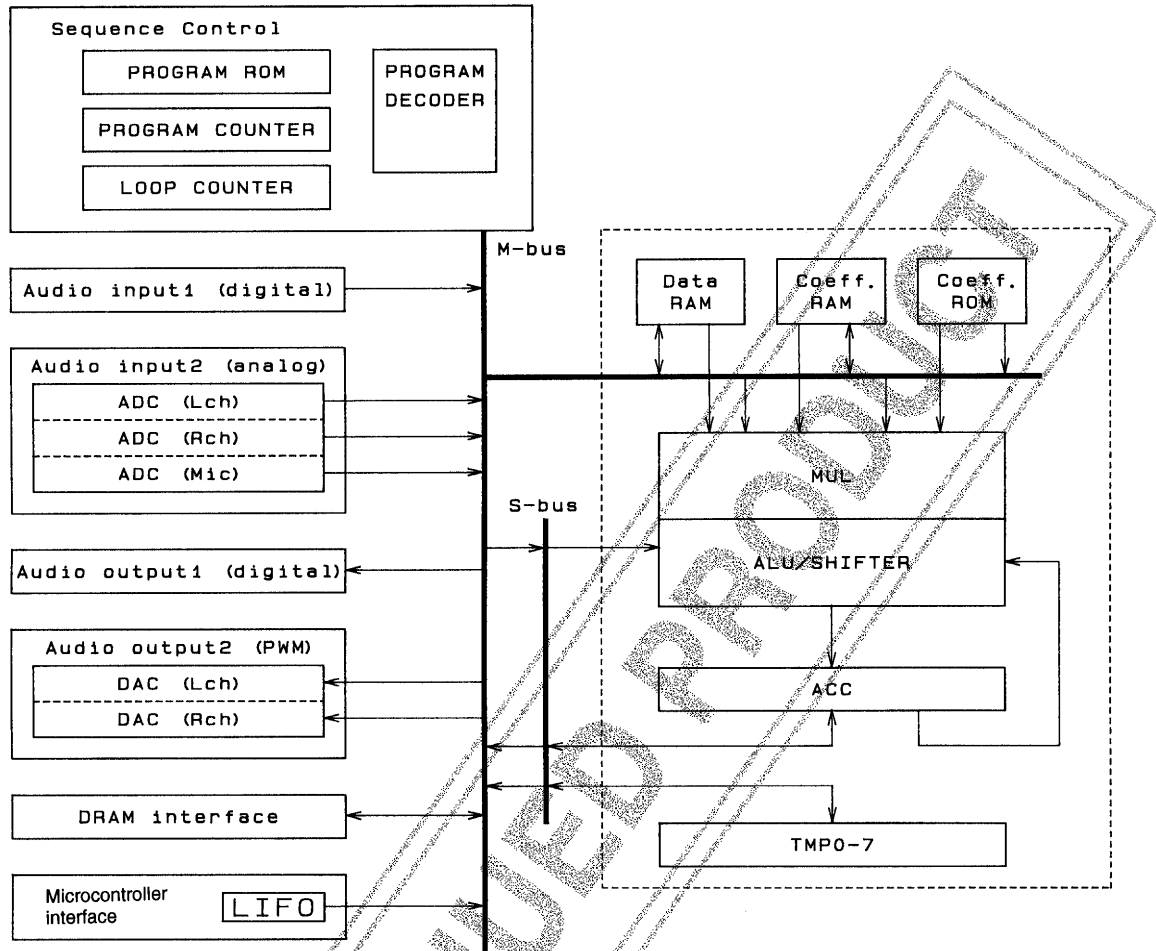 Sequence Control
PROGRAM ROM
PROGRAM COUNTER
LOOP COUNTER
PROGRAM
DECODER
M-bus
Audio input1 (digital)
Audio input2 (analog)
ADC (Lch)
ADC (Rch)
ADC (Mic)
Audio output1 (digital)
Audio output2 (PWM)
DAC (Lch)
DAC (Rch)
DRAM interface
Microcontroller
interface
LIFO
S-bus
Data
RAM
Coeff.
RAM
Coeff.
ROM
MUL
ALU/SHIFTER
ACC
TMP0-7
UED PRODUCT